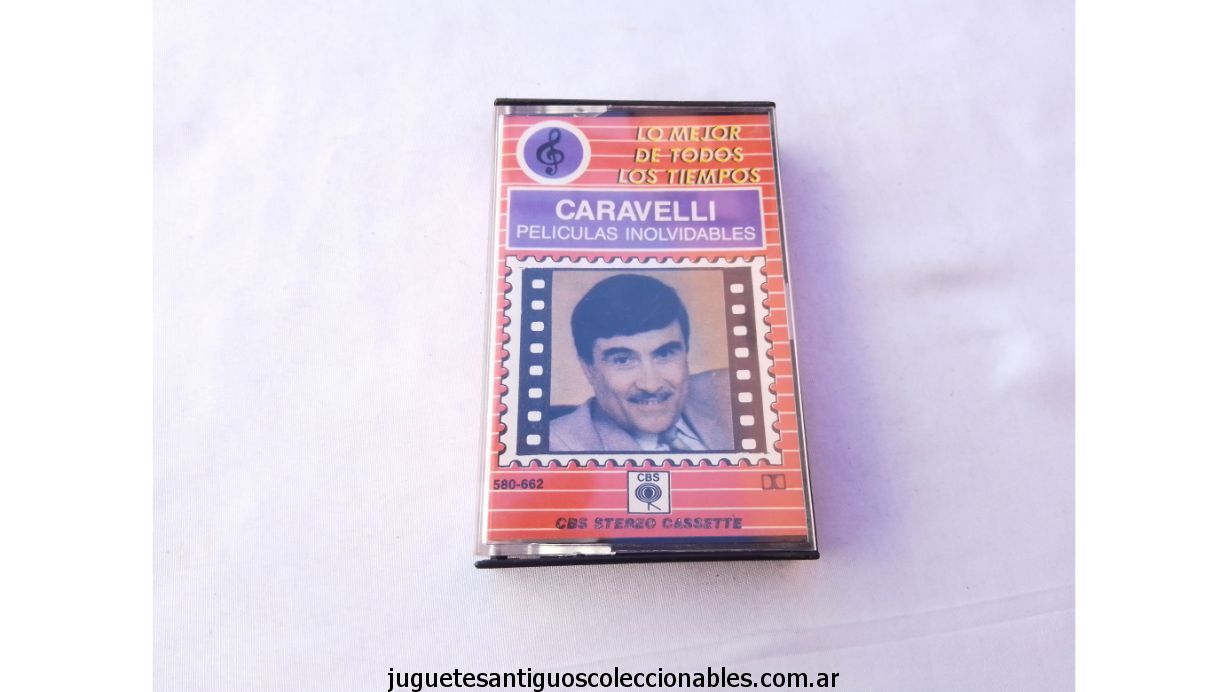 LO MEJOR
DE TODOS
LOS TIEMPOS
CARAVELLI
PELICULAS INOLVIDABLES
580-662
CBS
CBS STEREO CASSETTE
juguetesantiguoscoleccionables.com.ar